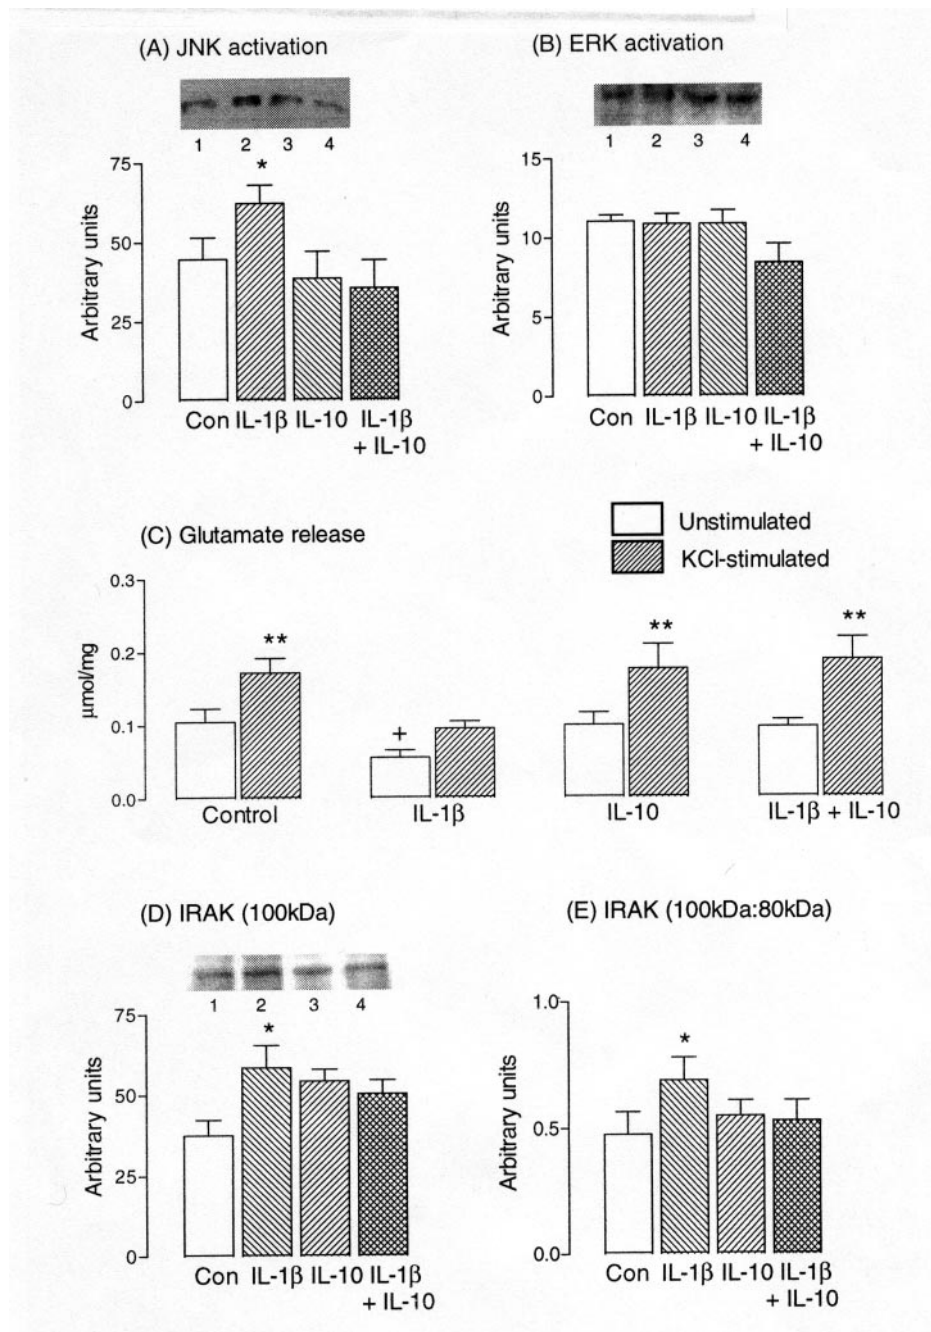 (A) JNK activation
1 2 3 4
*
75
50
25
0
Arbitrary units
Con IL-1β IL-10 IL-1β
+ IL-10
(B) ERK activation
1 2 3 4
15
10
5
0
Arbitrary units
Con IL-1β IL-10 IL-1β
+ IL-10
Unstimulated
KCl-stimulated
(C) Glutamate release
0.3
0.2
0.1
0.0
μmol/mg
**
+
**
**
Control IL-1β IL-10 IL-1β + IL-10
(D) IRAK (100kDa)
1 2 3 4
*
75
50
25
0
Arbitrary units
Con IL-1β IL-10 IL-1β
+ IL-10
(E) IRAK (100kDa:80kDa)
*
1.0
0.5
0.0
Arbitrary units
Con IL-1β IL-10 IL-1β
+ IL-10